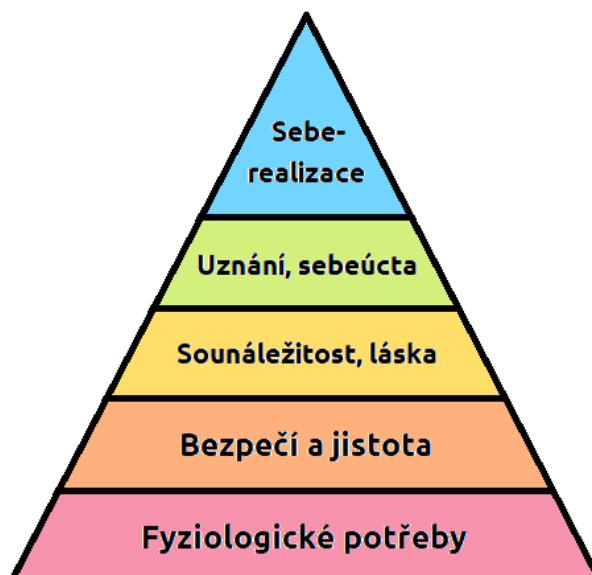 Sebe-
realizace
Uznání, sebeúcta
Sounáležitost, láska
Bezpečí a jistota
Fyziologické potřeby